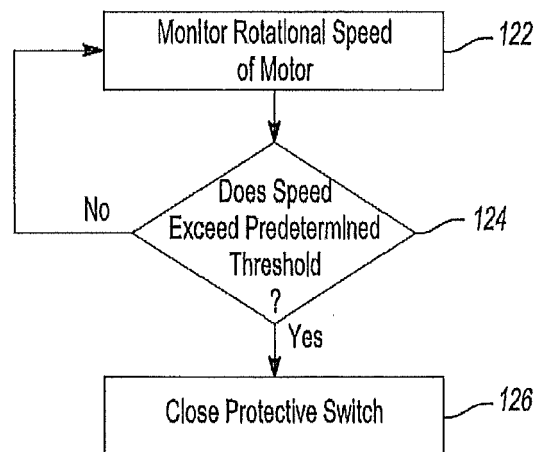 Monitor Rotational Speed
of Motor
122
Does Speed
Exceed Predetermined
Threshold
?
124
No
Yes
Close Protective Switch
126